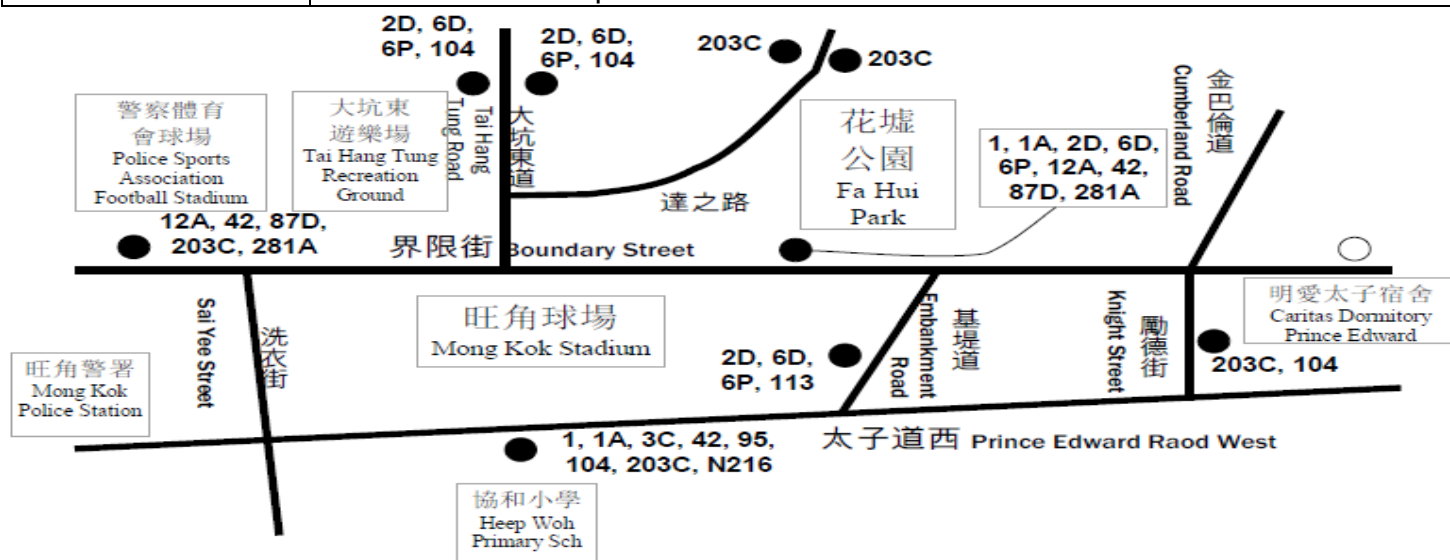 2D, 6D,
6P, 104
2D, 6D,
6P, 104
203C
203C
金巴倫道
Cumberland Road
警察體育
會球場
Police Sports
Association
Football Stadium
大坑東
遊樂場
Tai Hang Tung
Recreation
Ground
Tai Hang
Tung Road
大坑東道
花墟
公園
Fa Hui
Park
1, 1A, 2D, 6D,
6P, 12A, 42,
87D, 281A
達之路
12A, 42, 87D,
203C, 281A
界限街 Boundary Street
Sai Yee Street
洗衣街
旺角球場
Mong Kok Stadium
2D, 6D,
6P, 113
Embankment
Road
基堤道
Knight Street
勵德街
明愛太子宿舍
Caritas Dormitory
Prince Edward
203C, 104
旺角警署
Mong Kok
Police Station
1, 1A, 3C, 42, 95,
104, 203C, N216
太子道西 Prince Edward Raod West
協和小學
Heep Woh
Primary Sch